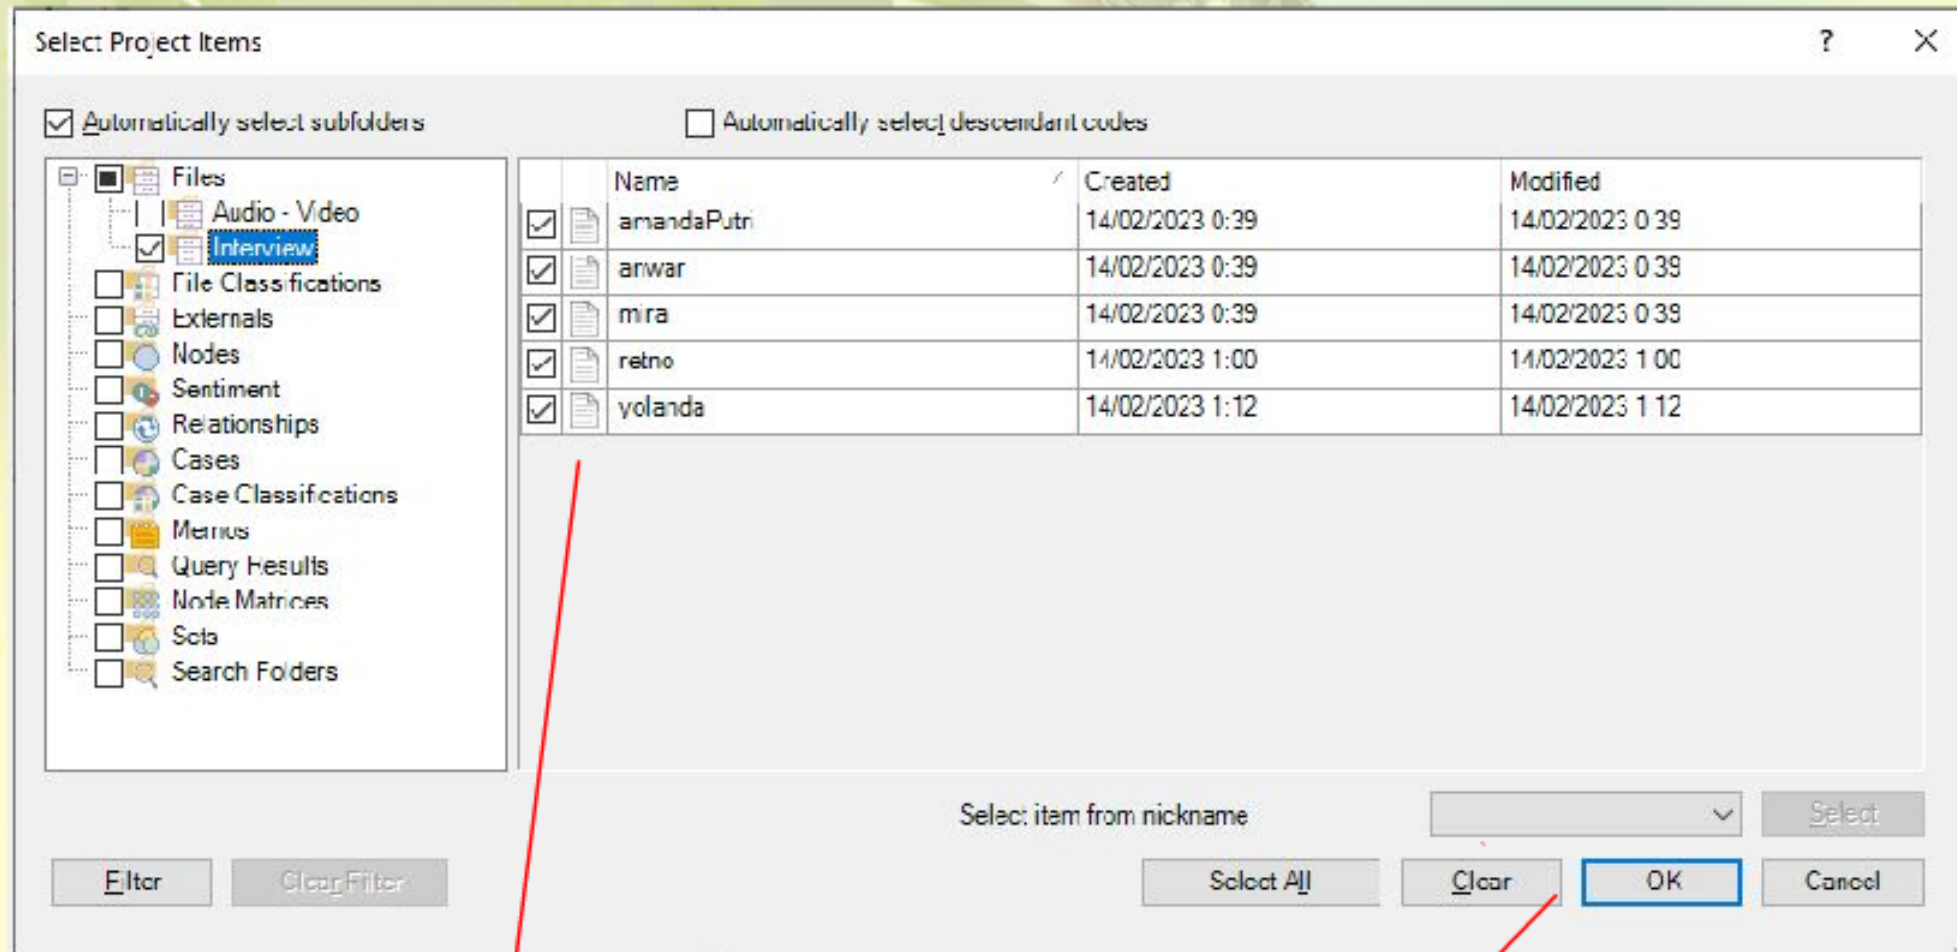 Select Project Items
Automatically select subfolders
Automatically select descendant codes
Files
Audio - Video
Interview
File Classifications
Externals
Nodes
Sentiment
Relationships
Cases
Case Classifications
Memos
Query Results
Node Matrices
Sets
Search Folders
Name Created Modified
amandaPutri 14/02/2023 0:39 14/02/2023 0:39
anwar 14/02/2023 0:39 14/02/2023 0:39
mira 14/02/2023 0:39 14/02/2023 0:39
retno 14/02/2023 1:00 14/02/2023 1:00
yolanda 14/02/2023 1:12 14/02/2023 1:12
Select item from nickname
Select
Filter
Clear Filter
Select All
Clear
OK
Cancel